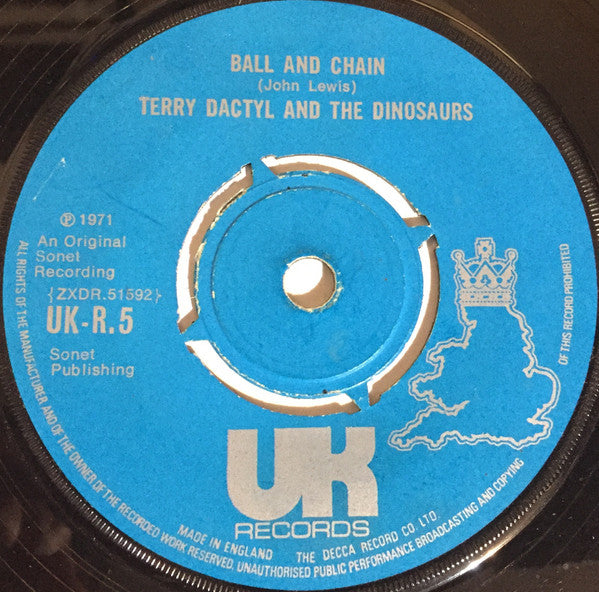 BALL AND CHAIN
(John Lewis)
TERRY DACTYL AND THE DINOSAURS
℗ 1971
An Original
Sonet
Recording
{ZXDR.51592}
UK-R.5
Sonet
Publishing
UK
RECORDS
MADE IN ENGLAND THE DECCA RECORD CO. LTD.
ALL RIGHTS OF THE MANUFACTURER AND OF THE OWNER OF THE RECORDED WORK RESERVED. UNAUTHORISED PUBLIC PERFORMANCE BROADCASTING AND COPYING OF THIS RECORD PROHIBITED